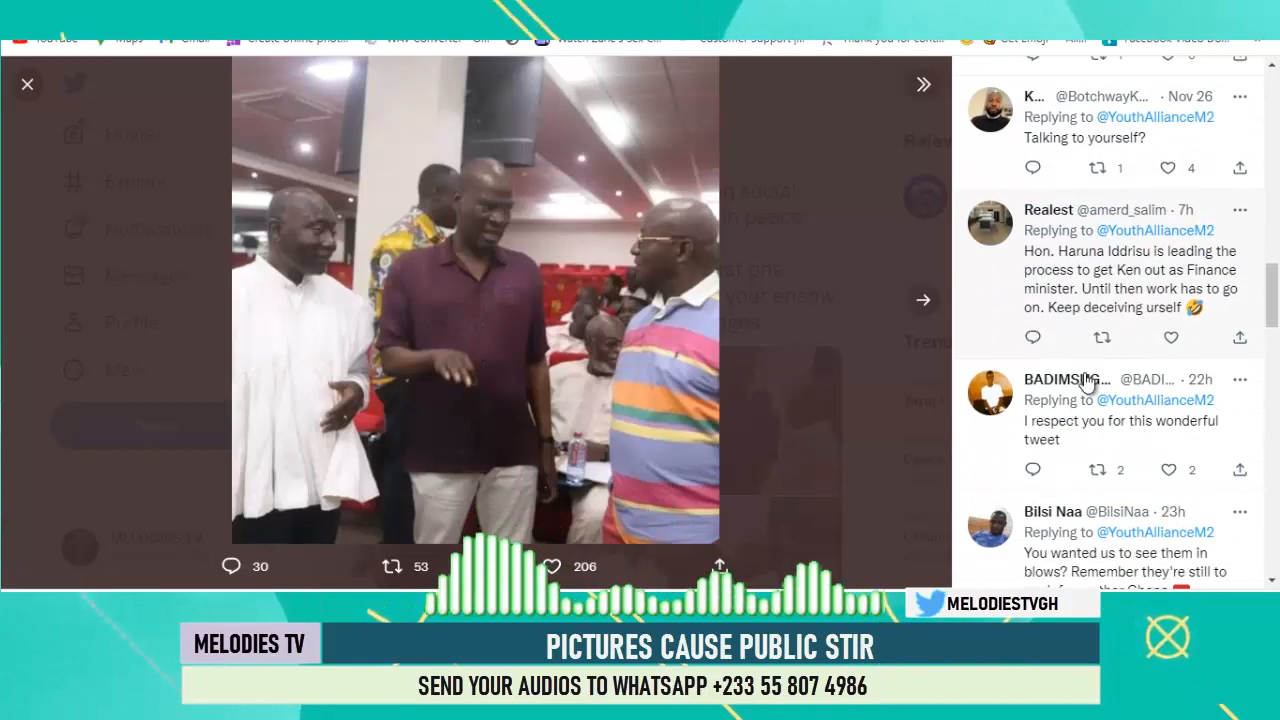 K... @BotchwayK... · Nov 26
Replying to @YouthAllianceM2
Talking to yourself?
1 4
Realest @amerd_salim · 7h
Replying to @YouthAllianceM2
Hon. Haruna Iddrisu is leading the
process to get Ken out as Finance
minister. Until then work has to go
on. Keep deceiving urself 🤣
@BADI... · 22h
Replying to @YouthAllianceM2
I respect you for this wonderful
tweet
2 2
Bilsi Naa @BilsiNaa · 23h
Replying to @YouthAllianceM2
You wanted us to see them in
blows? Remember they're still to
Explore
Notifications
Messages
Profile
30 53 206
MELODIESTVGH
MELODIES TV
PICTURES CAUSE PUBLIC STIR
SEND YOUR AUDIOS TO WHATSAPP +233 55 807 4986